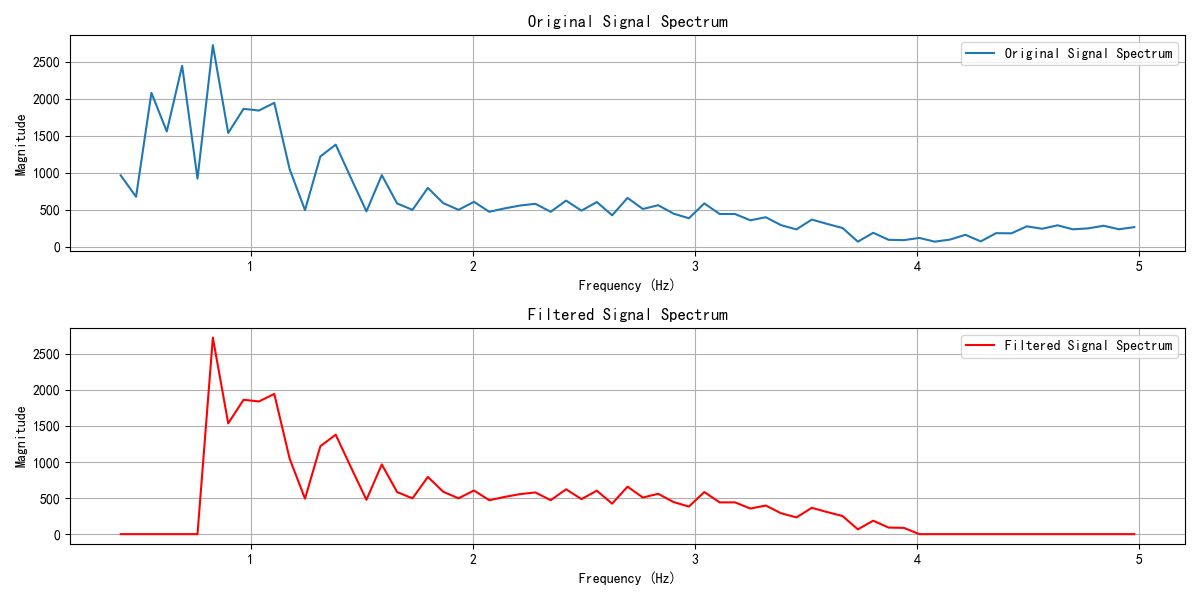 Original Signal Spectrum
Original Signal Spectrum
Magnitude
2500
2000
1500
1000
500
0
1
2
3
4
5
Frequency (Hz)
Filtered Signal Spectrum
Filtered Signal Spectrum
Magnitude
2500
2000
1500
1000
500
0
1
2
3
4
5
Frequency (Hz)